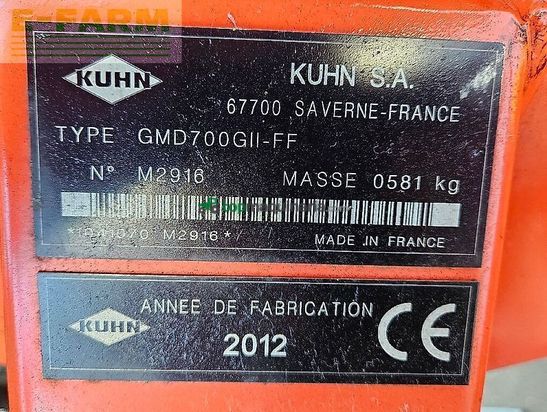 E-FARM
KUHN
KUHN S.A.
67700 SAVERNE-FRANCE
TYPE GMD700GII-FF
N° M2916 MASSE 0581 kg
M2916*
MADE IN FRANCE
KUHN
ANNEE DE FABRICATION
2012
CE